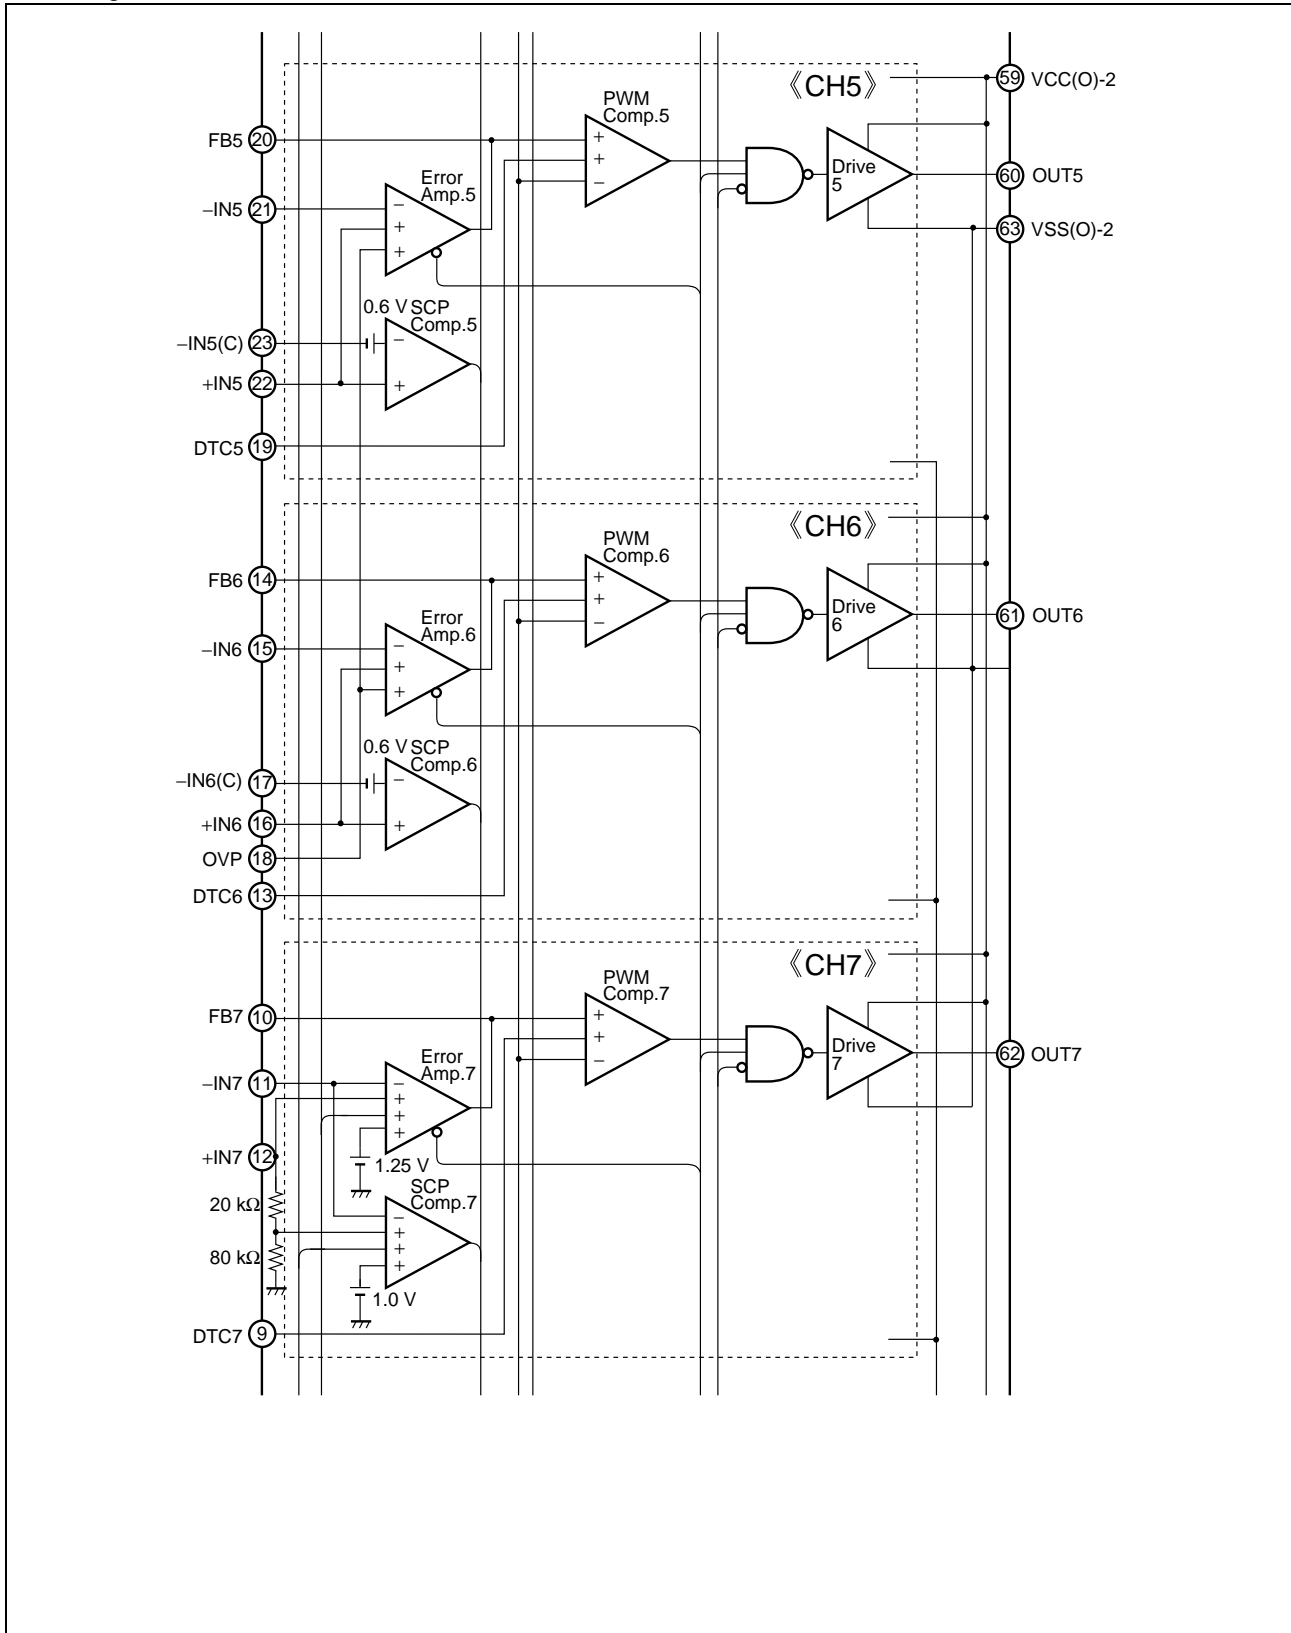 《CH5》
59 VCC(O)-2
PWM
Comp.5
FB5 20
+
+
−
Drive
5
60 OUT5
Error
Amp.5
−IN5 21
−
+
+
63 VSS(O)-2
0.6 V SCP
Comp.5
−IN5(C) 23
−
+IN5 22
+
DTC5 19
《CH6》
PWM
Comp.6
FB6 14
+
+
−
Drive
6
61 OUT6
Error
Amp.6
−IN6 15
−
+
+
0.6 V SCP
Comp.6
−IN6(C) 17
−
+IN6 16
+
OVP 18
DTC6 13
《CH7》
PWM
Comp.7
FB7 10
+
+
−
Drive
7
62 OUT7
Error
Amp.7
−IN7 11
−
+
+
+
+IN7 12
1.25 V
SCP
Comp.7
20 kΩ
−
+
+
+
80 kΩ
1.0 V
DTC7 9